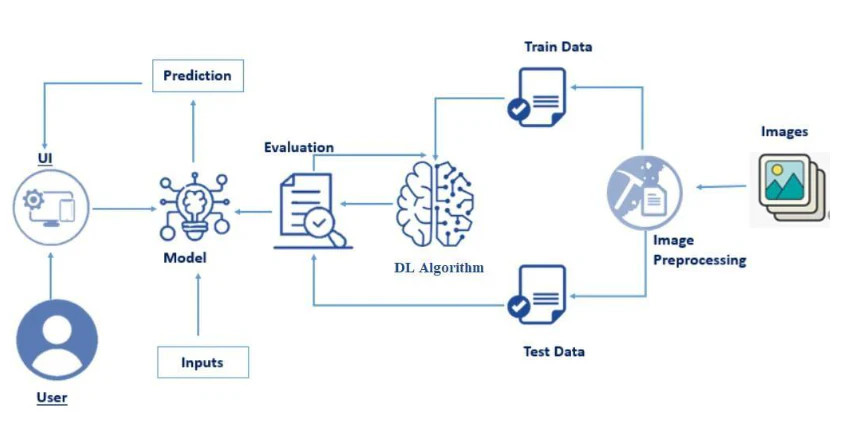 Train Data
Prediction
Images
Evaluation
UI
Model
DL Algorithm
Image
Preprocessing
Inputs
Test Data
User